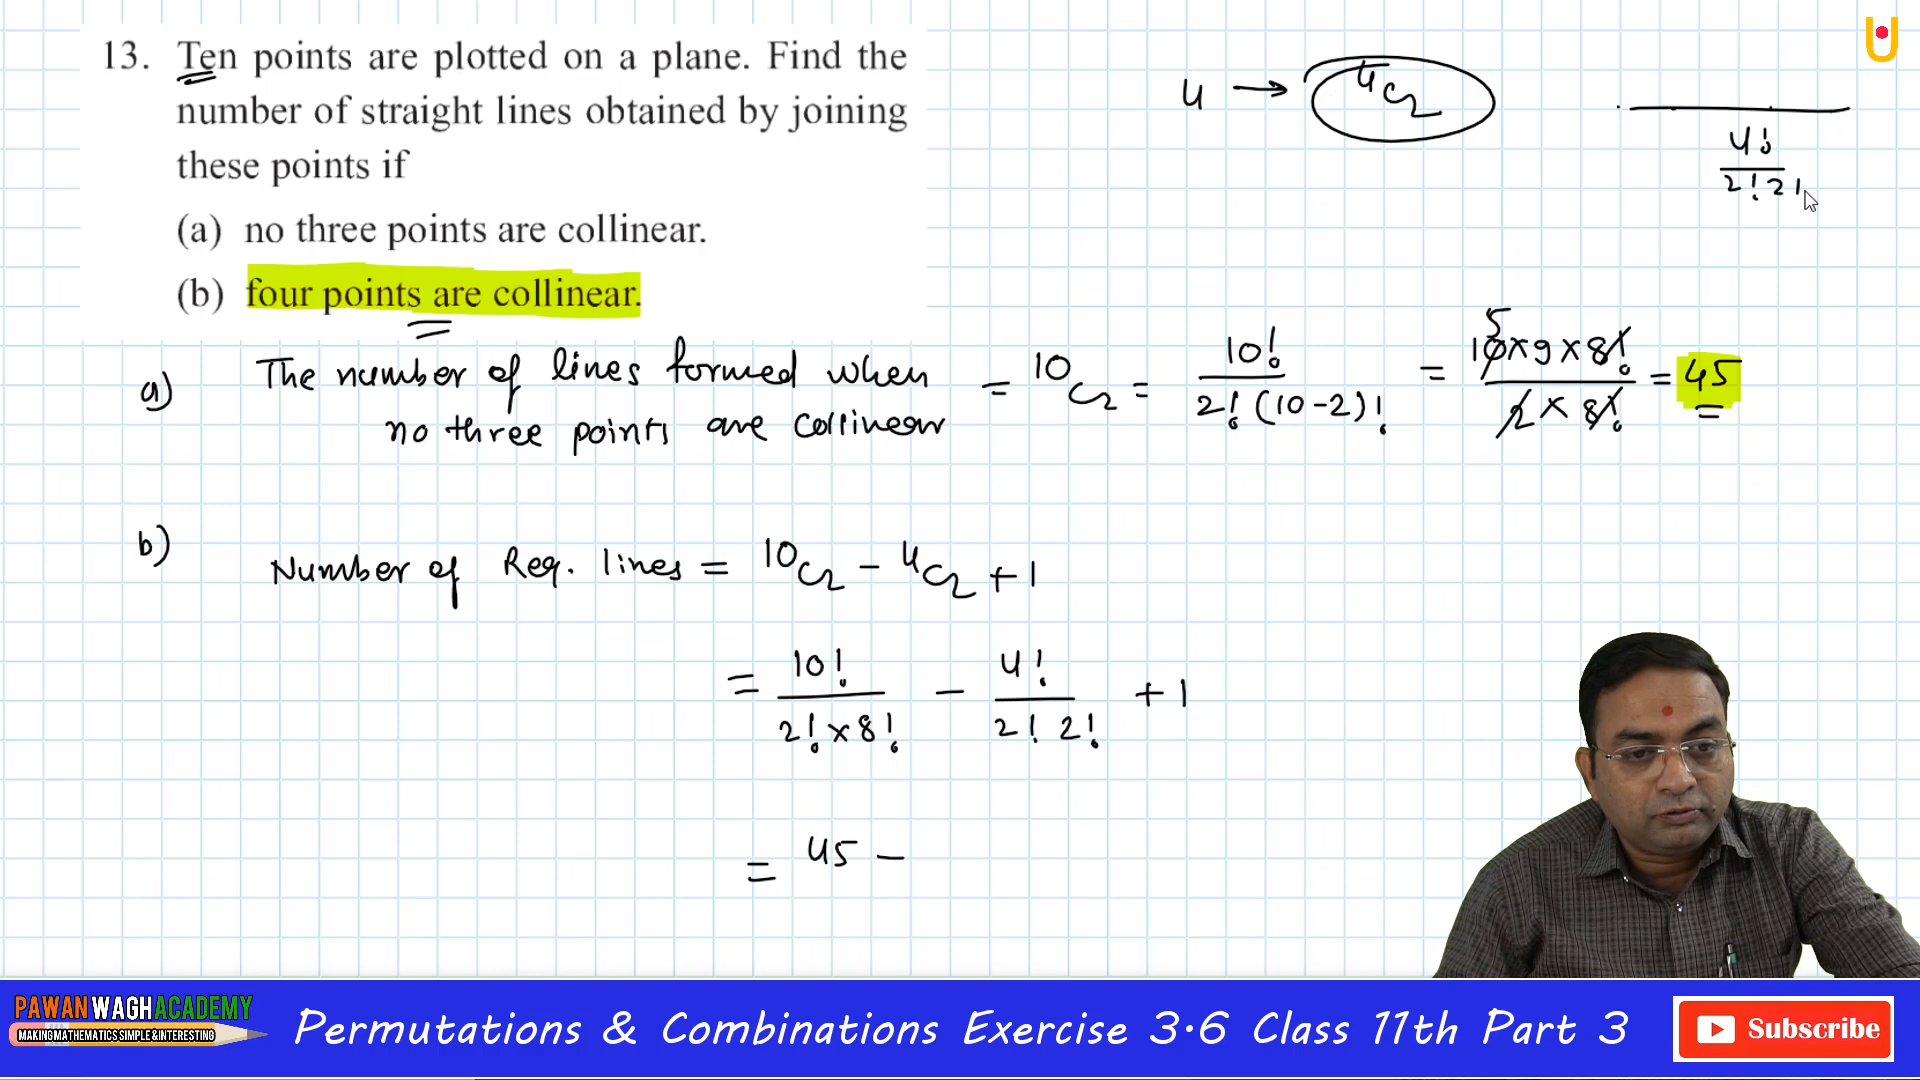 13. Ten points are plotted on a plane. Find the
number of straight lines obtained by joining
these points if
(a) no three points are collinear.
(b) four points are collinear.
4 → ⁴C₂
4!
2! 2!
a) The number of lines formed when
no three points are collinear
= ¹⁰C₂ = 10! / 2! (10-2)! = 10×9×8! / 2×8! = 45
5
b) Number of Req. lines = ¹⁰C₂ - ⁴C₂ + 1
= 10! / 2!×8! - 4! / 2! 2! + 1
= 45 -
PAWAN WAGH ACADEMY
MAKING MATHEMATICS SIMPLE & INTERESTING
Permutations & Combinations Exercise 3.6 Class 11th Part 3
Subscribe